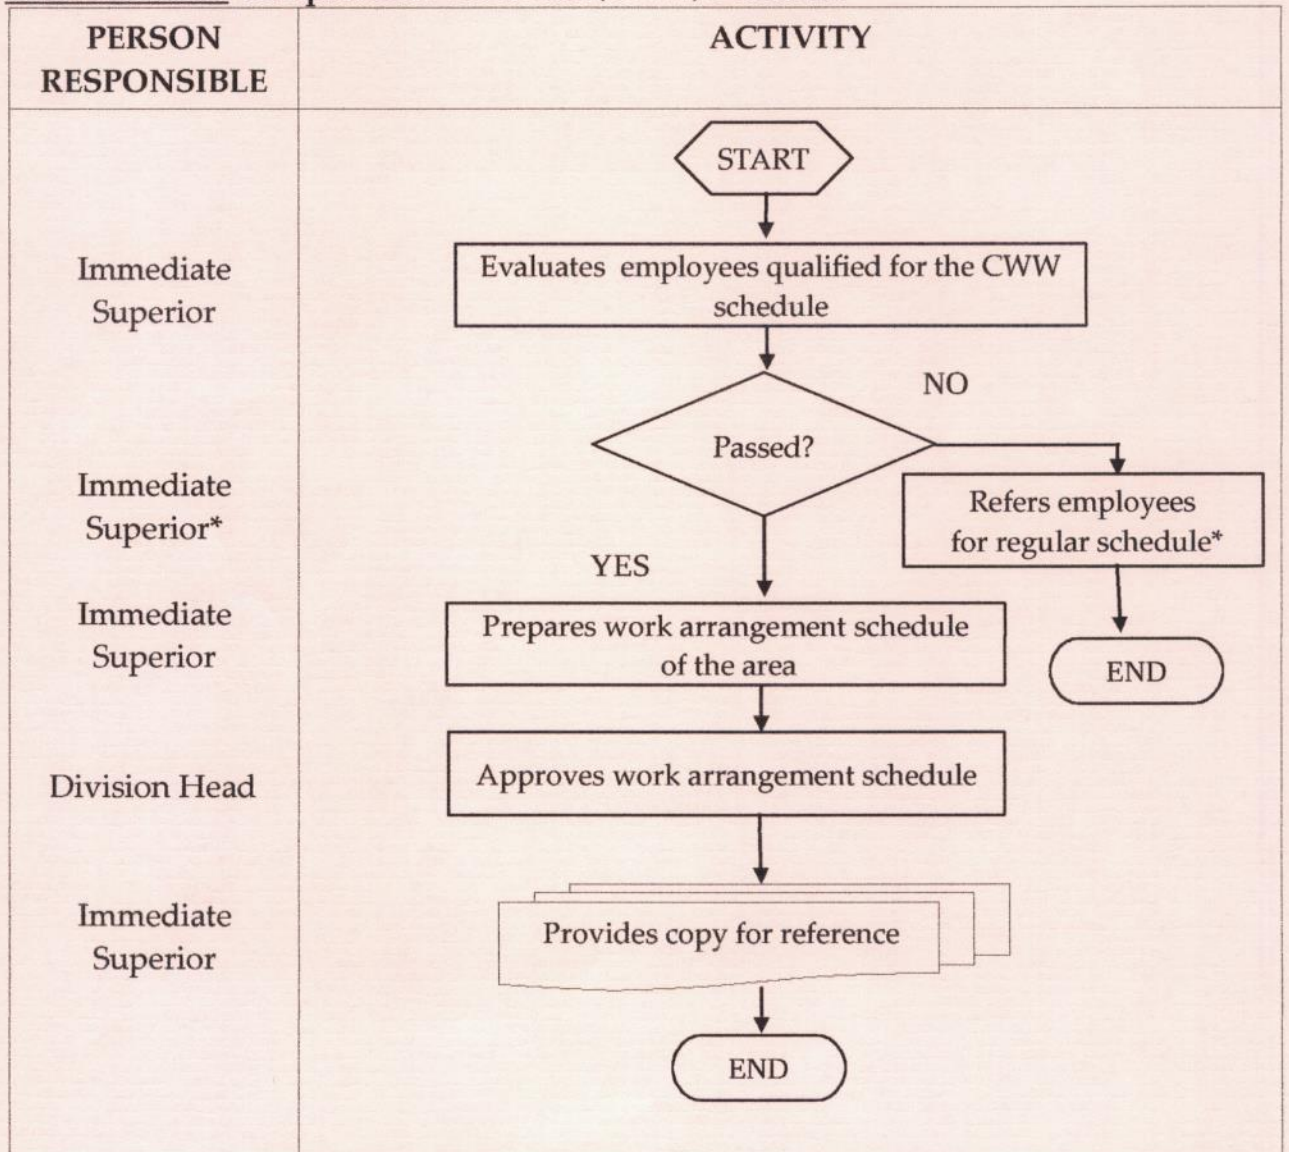 PERSON
RESPONSIBLE
ACTIVITY
START
Immediate
Superior
Evaluates employees qualified for the CWW
schedule
NO
Passed?
Immediate
Superior*
Refers employees
for regular schedule*
YES
Immediate
Superior
Prepares work arrangement schedule
of the area
END
Division Head
Approves work arrangement schedule
Immediate
Superior
Provides copy for reference
END